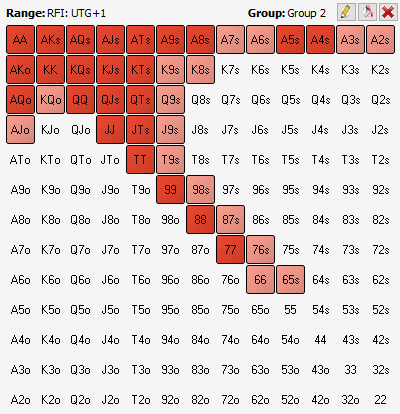 Range: RFI: UTG+1 Group: Group 2
AA AKs AQs AJs ATs A9s A8s A7s A6s A5s A4s A3s A2s
AKo KK KQs KJs KTs K9s K8s K7s K6s K5s K4s K3s K2s
AQo KQo QQ QJs QTs Q9s Q8s Q7s Q6s Q5s Q4s Q3s Q2s
AJo KJo QJo JJ JTs J9s J8s J7s J6s J5s J4s J3s J2s
ATo KTo QTo JTo TT T9s T8s T7s T6s T5s T4s T3s T2s
A9o K9o Q9o J9o T9o 99 98s 97s 96s 95s 94s 93s 92s
A8o K8o Q8o J8o T8o 98o 88 87s 86s 85s 84s 83s 82s
A7o K7o Q7o J7o T7o 97o 87o 77 76s 75s 74s 73s 72s
A6o K6o Q6o J6o T6o 96o 86o 76o 66 65s 64s 63s 62s
A5o K5o Q5o J5o T5o 95o 85o 75o 65o 55 54s 53s 52s
A4o K4o Q4o J4o T4o 94o 84o 74o 64o 54o 44 43s 42s
A3o K3o Q3o J3o T3o 93o 83o 73o 63o 53o 43o 33 32s
A2o K2o Q2o J2o T2o 92o 82o 72o 62o 52o 42o 32o 22